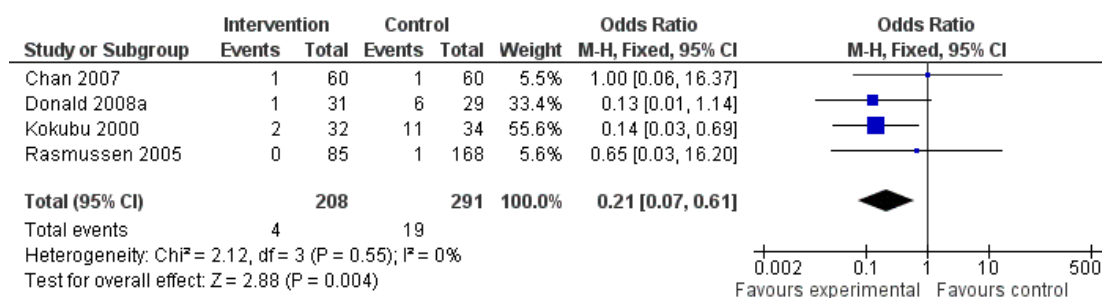 Intervention Control Odds Ratio Odds Ratio
Study or Subgroup Events Total Events Total Weight M-H, Fixed, 95% CI M-H, Fixed, 95% CI
Chan 2007 1 60 1 60 5.5% 1.00 [0.06, 16.37]
Donald 2008a 1 31 6 29 33.4% 0.13 [0.01, 1.14]
Kokubu 2000 2 32 11 34 55.6% 0.14 [0.03, 0.69]
Rasmussen 2005 0 85 1 168 5.6% 0.65 [0.03, 16.20]
Total (95% CI) 208 291 100.0% 0.21 [0.07, 0.61]
Total events 4 19
Heterogeneity: Chi² = 2.12, df = 3 (P = 0.55); I² = 0%
Test for overall effect: Z = 2.88 (P = 0.004)
0.002 0.1 1 10 500
Favours experimental Favours control